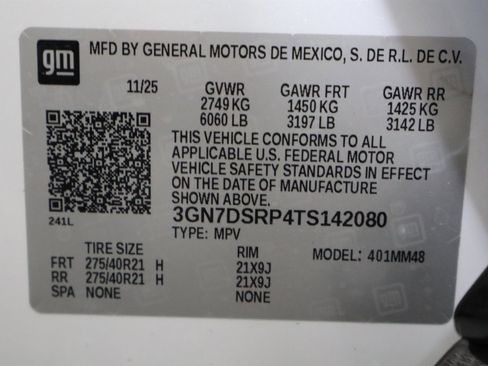 gm MFD BY GENERAL MOTORS DE MEXICO, S. DE R.L. DE C.V.
11/25 GVWR GAWR FRT GAWR RR
2749 KG 1450 KG 1425 KG
6060 LB 3197 LB 3142 LB
THIS VEHICLE CONFORMS TO ALL
APPLICABLE U.S. FEDERAL MOTOR
VEHICLE SAFETY STANDARDS IN EFFECT
ON THE DATE OF MANUFACTURE
SHOWN ABOVE.
3GN7DSRP4TS142080
241L
TYPE: MPV MODEL: 401MM48
TIRE SIZE RIM
FRT 275/40R21 H 21X9J
RR 275/40R21 H 21X9J
SPA NONE NONE